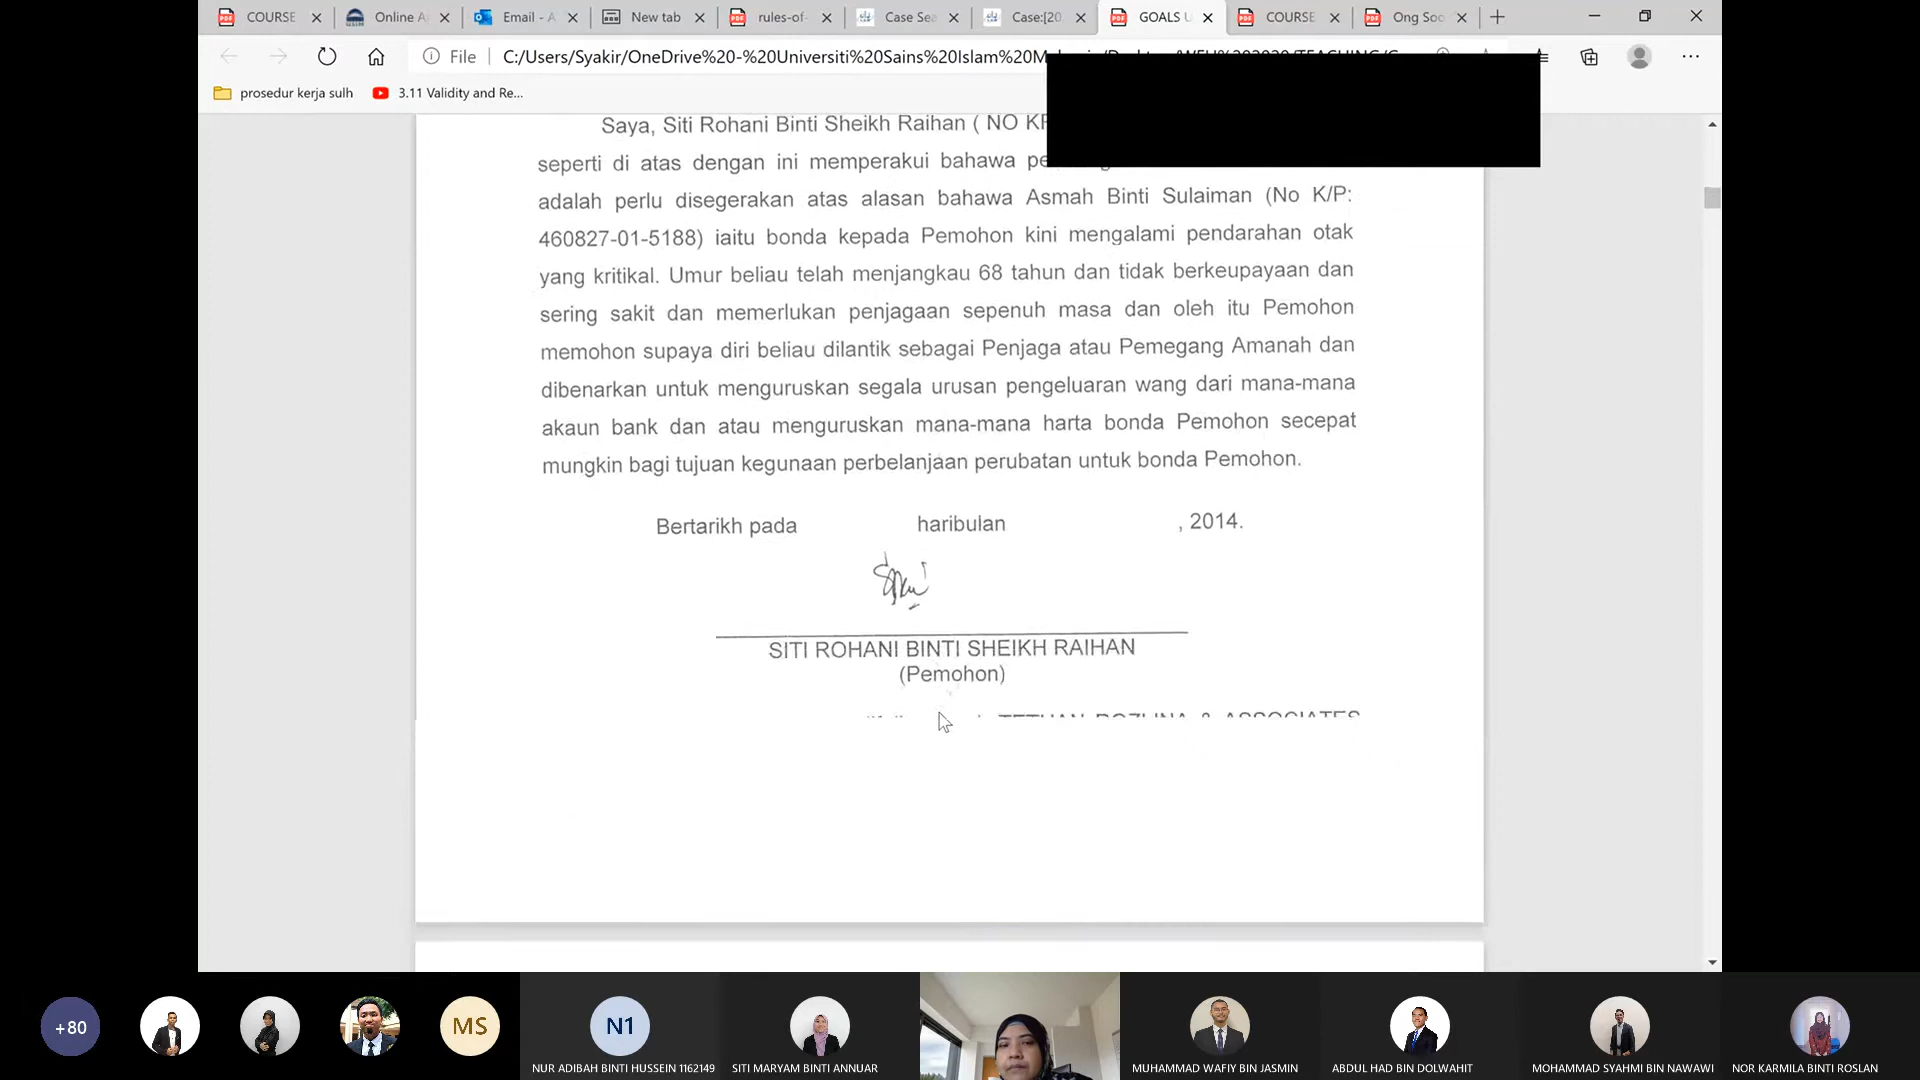 COURSE
Online A
Email - A
New tab
rules-of-
Case Sea
Case:[20
GOALS U
COURSE
Ong Soo
File
C:/Users/Syakir/OneDrive%20-%20Universiti%20Sains%20Islam%20M
prosedur kerja sulh
3.11 Validity and Re...
Saya, Siti Rohani Binti Sheikh Raihan ( NO KP
seperti di atas dengan ini memperakui bahawa
adalah perlu disegerakan atas alasan bahawa Asmah Binti Sulaiman (No K/P:
460827-01-5188) iaitu bonda kepada Pemohon kini mengalami pendarahan otak
yang kritikal. Umur beliau telah menjangkau 68 tahun dan tidak berkeupayaan dan
sering sakit dan memerlukan penjagaan sepenuh masa dan oleh itu Pemohon
memohon supaya diri beliau dilantik sebagai Penjaga atau Pemegang Amanah dan
dibenarkan untuk menguruskan segala urusan pengeluaran wang dari mana-mana
akaun bank dan atau menguruskan mana-mana harta bonda Pemohon secepat
mungkin bagi tujuan kegunaan perbelanjaan perubatan untuk bonda Pemohon.
Bertarikh pada haribulan , 2014.
SITI ROHANI BINTI SHEIKH RAIHAN
(Pemohon)
TETUAN ROZLINA & ASSOCIATES
+80
MS
N1
NUR ADIBAH BINTI HUSSEIN 1162149
SITI MARYAM BINTI ANNUAR
MUHAMMAD WAFIY BIN JASMIN
ABDUL HAD BIN DOLWAHIT
MOHAMMAD SYAHMI BIN NAWAWI
NOR KARMILA BINTI ROSLAN